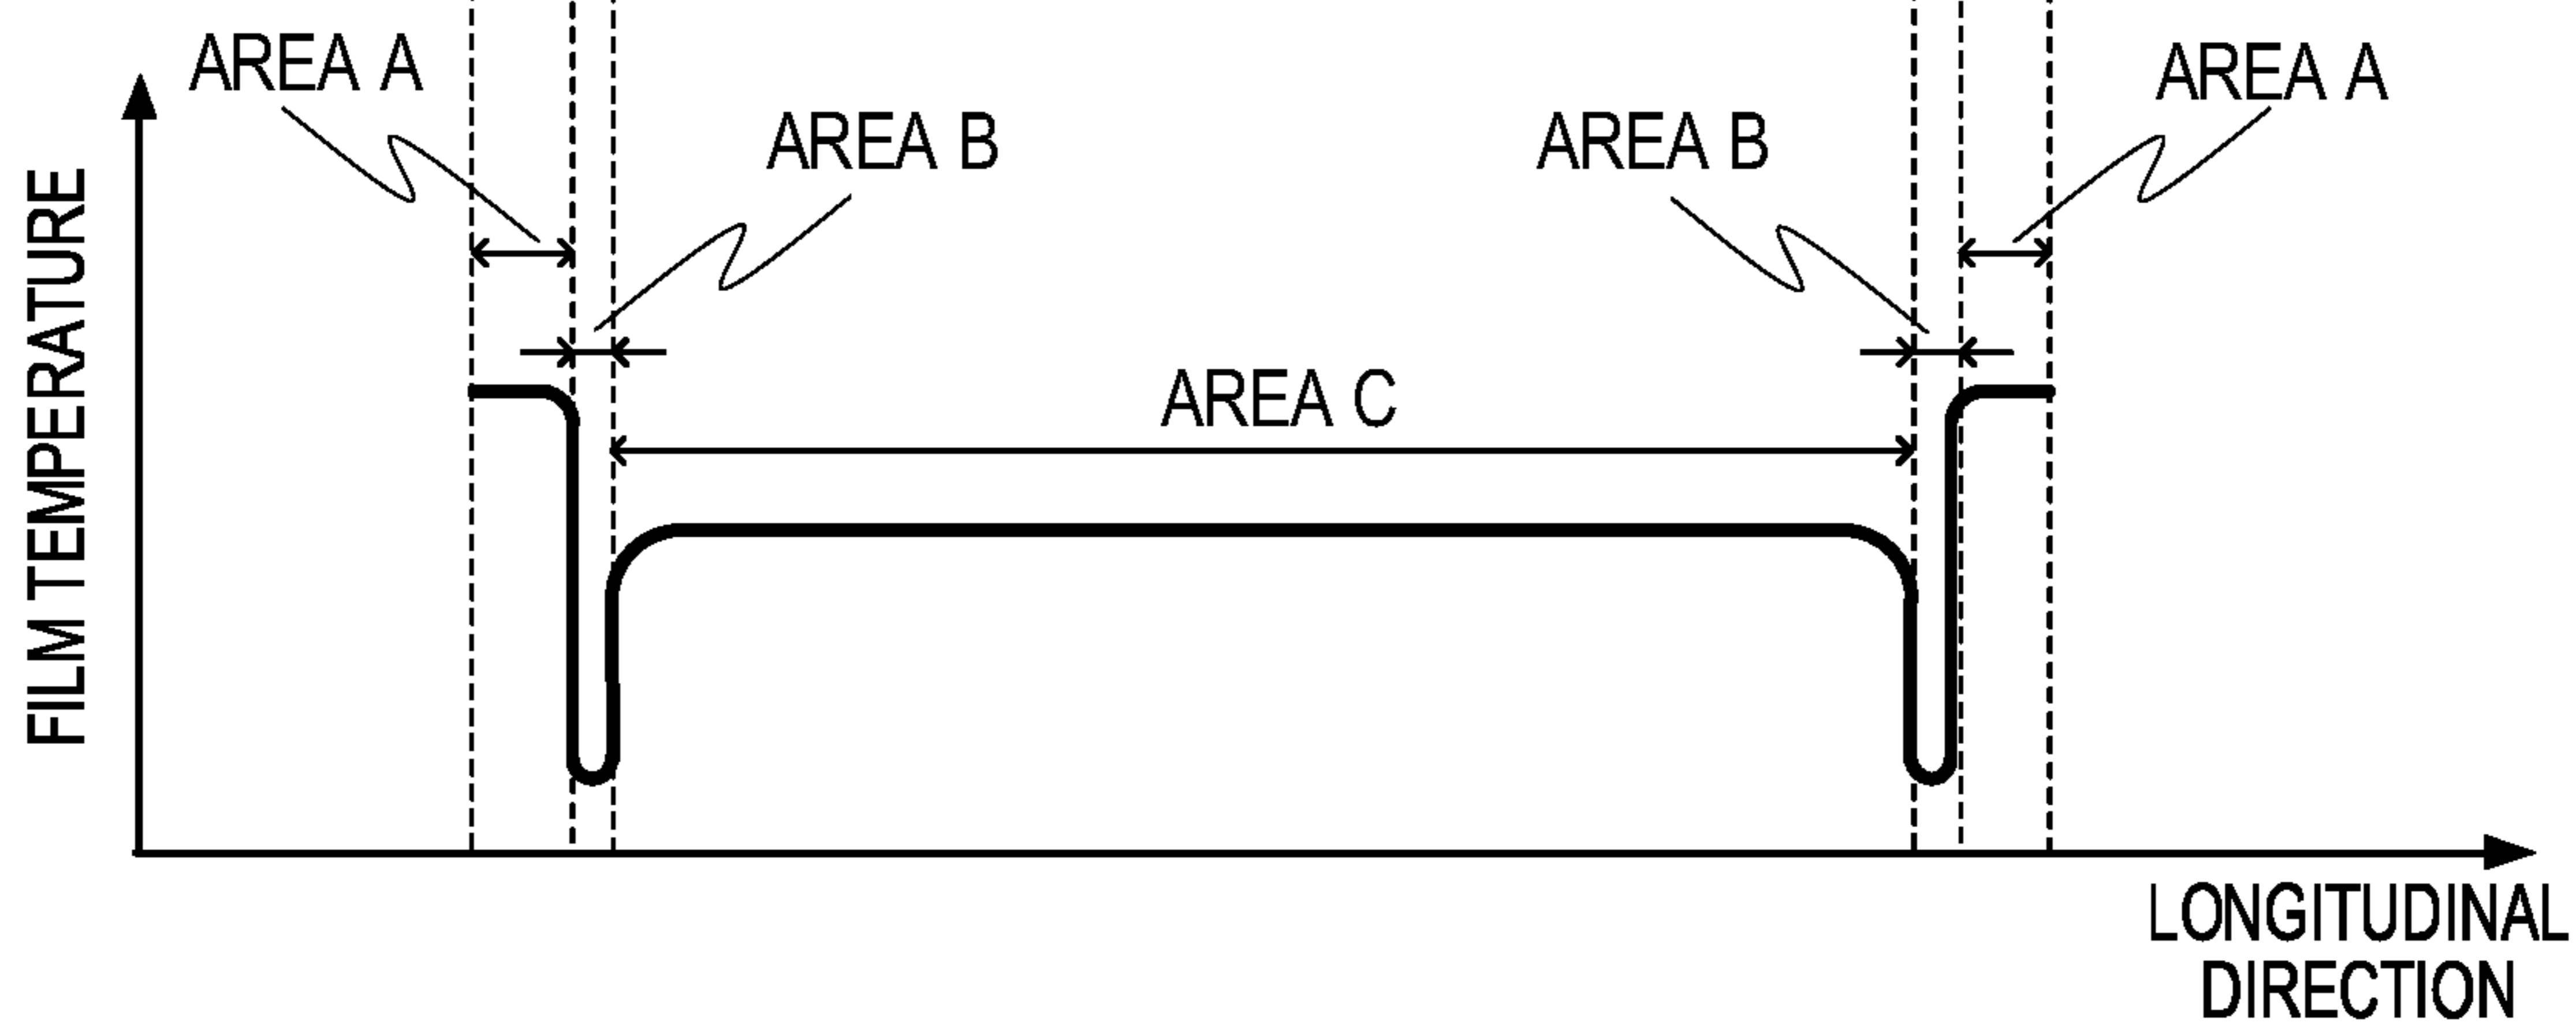 AREA A
AREA A
AREA B
AREA B
FILM TEMPERATURE
AREA C
LONGITUDINAL
DIRECTION